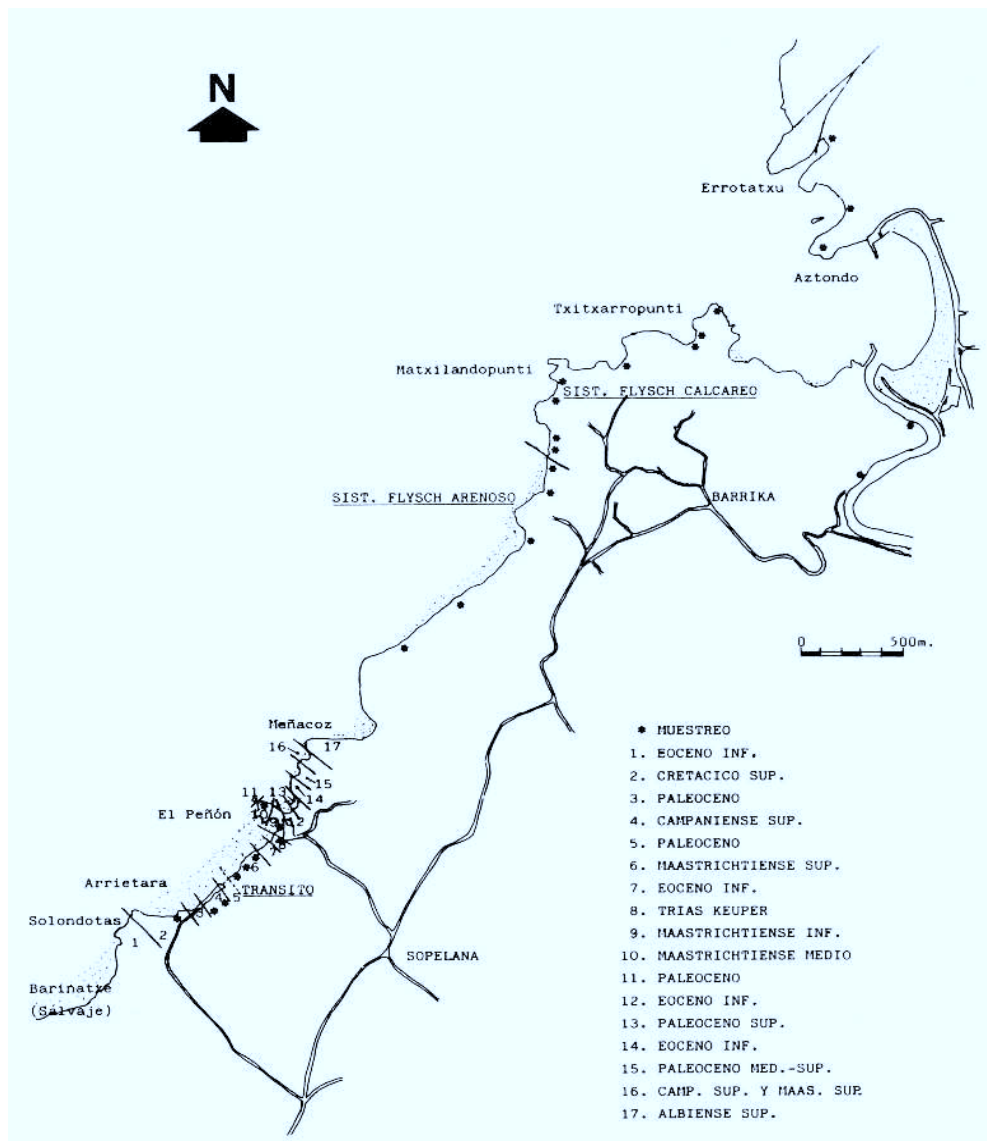 N
Errotatxu
Aztondo
Txitxarropunti
Matxilandopunti
SIST. FLYSCH CALCAREO
SIST. FLYSCH ARENOSO
BARRIKA
0 500m.
Meñacoz
16 17
15
11 13
14
El Peñón
10
12
6
Arrietara
TRANSITO
5
Solondotas
1 2
SOPELANA
Barinatxe
(Salvaje)
* MUESTREO
1. EOCENO INF.
2. CRETACICO SUP.
3. PALEOCENO
4. CAMPANIENSE SUP.
5. PALEOCENO
6. MAASTRICHTIENSE SUP.
7. EOCENO INF.
8. TRIAS KEUPER
9. MAASTRICHTIENSE INF.
10. MAASTRICHTIENSE MEDIO
11. PALEOCENO
12. EOCENO INF.
13. PALEOCENO SUP.
14. EOCENO INF.
15. PALEOCENO MED.-SUP.
16. CAMP. SUP. Y MAAS. SUP.
17. ALBIENSE SUP.